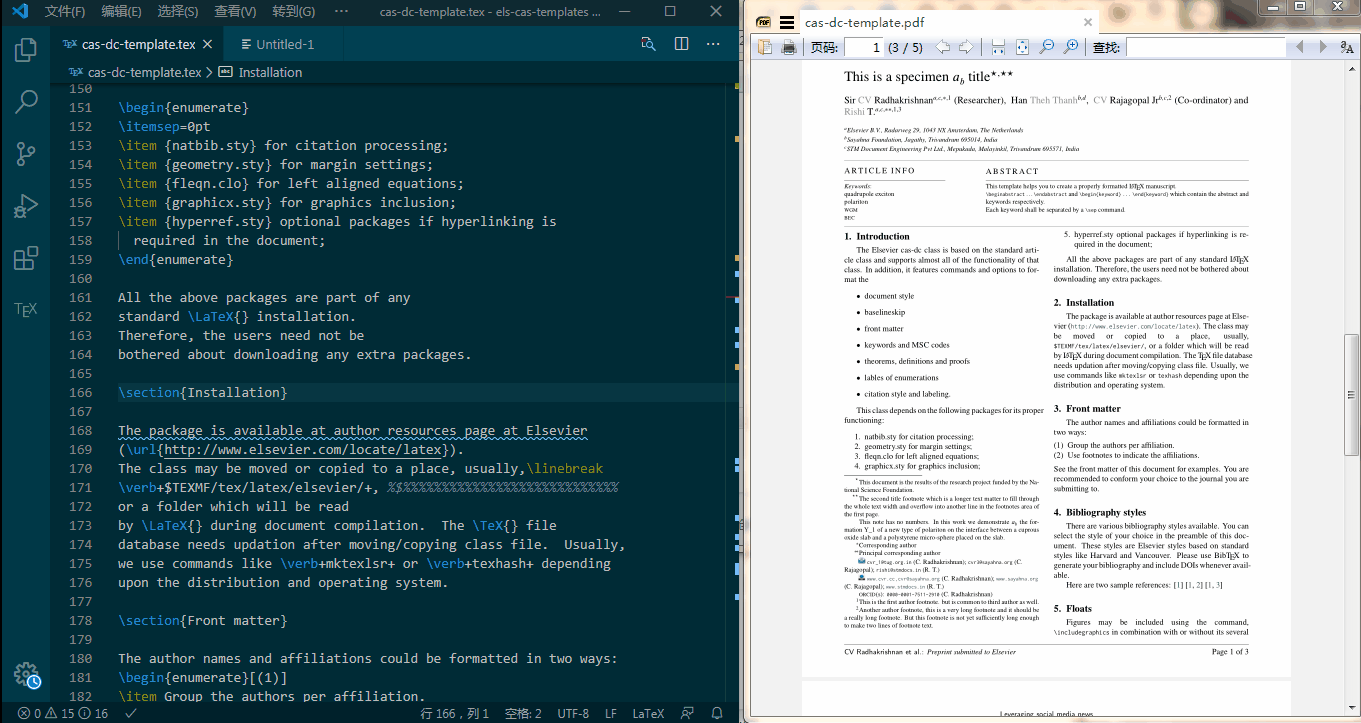 文件(F) 编辑(E) 选择(S) 查看(V) 转到(G) ··· cas-dc-template.tex - els-cas-templates ...
TEX cas-dc-template.tex × Untitled-1
TEX cas-dc-template.tex > Installation
150
151 \begin{enumerate}
152 \itemsep=0pt
153 \item {natbib.sty} for citation processing;
154 \item {geometry.sty} for margin settings;
155 \item {fleqn.clo} for left aligned equations;
156 \item {graphicx.sty} for graphics inclusion;
157 \item {hyperref.sty} optional packages if hyperlinking is
158 required in the document;
159 \end{enumerate}
160
161 All the above packages are part of any
162 standard \LaTeX{} installation.
163 Therefore, the users need not be
164 bothered about downloading any extra packages.
165
166 \section{Installation}
167
168 The package is available at author resources page at Elsevier
169 (\url{http://www.elsevier.com/locate/latex}).
170 The class may be moved or copied to a place, usually,\linebreak
171 \verb+$TEXMF/tex/latex/elsevier/+, %$%%%%%%%%%%%%%%%%%%%%%%%%%%%%
172 or a folder which will be read
173 by \LaTeX{} during document compilation.  The \TeX{} file
174 database needs updation after moving/copying class file.  Usually,
175 we use commands like \verb+mktexlsr+ or \verb+texhash+ depending
176 upon the distribution and operating system.
177
178 \section{Front matter}
179
180 The author names and affiliations could be formatted in two ways:
181 \begin{enumerate}[(1)]
182 \item Group the authors per affiliation.
TEX
0 15 16 行 166，列 1 空格: 2 UTF-8 LF LaTeX
PDF cas-dc-template.pdf ×
页码: 1 (3 / 5) 查找:
This is a specimen a_b title*,**
Sir CV Radhakrishnan^a,c,*,1 (Researcher), Han Theh Thanh^b,d, CV Rajagopal Jr^b,c,2 (Co-ordinator) and
Rishi T.^a,c,**,1,3
^a Elsevier B.V., Radarweg 29, 1043 NX Amsterdam, The Netherlands
^b Sayahna Foundation, Jagathy, Trivandrum 695014, India
^c STM Document Engineering Pvt Ltd., Mepukada, Malayinkil, Trivandrum 695571, India
ARTICLE INFO
Keywords:
quadrupole exciton
polariton
WGM
BEC
ABSTRACT
This template helps you to create a properly formatted LATEX manuscript.
\beginabstract ... \endabstract and \begin{keyword} ... \end{keyword} which contain the abstract and
keywords respectively.
Each keyword shall be separated by a \sep command.
1. Introduction
The Elsevier cas-dc class is based on the standard arti-
cle class and supports almost all of the functionality of that
class. In addition, it features commands and options to for-
mat the
• document style
• baselineskip
• front matter
• keywords and MSC codes
• theorems, definitions and proofs
• lables of enumerations
• citation style and labeling.
This class depends on the following packages for its proper
functioning:
1. natbib.sty for citation processing;
2. geometry.sty for margin settings;
3. fleqn.clo for left aligned equations;
4. graphicx.sty for graphics inclusion;
* This document is the results of the research project funded by the Na-
tional Science Foundation.
** The second title footnote which is a longer text matter to fill through
the whole text width and overflow into another line in the footnotes area of
the first page.
This note has no numbers. In this work we demonstrate a_b the for-
mation Y_1 of a new type of polariton on the interface between a cuprous
oxide slab and a polystyrene micro-sphere placed on the slab.
* Corresponding author
** Principal corresponding author
cvr_1@tug.org.in (C. Radhakrishnan); cvr3@sayahna.org (C.
Rajagopal); rishi@stmdocs.in (R. T.)
www.cvr.cc,cvr@sayahna.org (C. Radhakrishnan); www.sayahna.org
(C. Rajagopal); www.stmdocs.in (R. T.)
ORCID(s): 0000-0001-7511-2910 (C. Radhakrishnan)
1 This is the first author footnote. but is common to third author as well.
2 Another author footnote, this is a very long footnote and it should be
a really long footnote. But this footnote is not yet sufficiently long enough
to make two lines of footnote text.
5. hyperref.sty optional packages if hyperlinking is re-
quired in the document;
All the above packages are part of any standard LATEX
installation. Therefore, the users need not be bothered about
downloading any extra packages.
2. Installation
The package is available at author resources page at Else-
vier (http://www.elsevier.com/locate/latex). The class may
be moved or copied to a place, usually,
$TEXMF/tex/latex/elsevier/, or a folder which will be read
by LATEX during document compilation. The TEX file database
needs updation after moving/copying class file. Usually, we
use commands like mktexlsr or texhash depending upon the
distribution and operating system.
3. Front matter
The author names and affiliations could be formatted in
two ways:
(1) Group the authors per affiliation.
(2) Use footnotes to indicate the affiliations.
See the front matter of this document for examples. You are
recommended to conform your choice to the journal you are
submitting to.
4. Bibliography styles
There are various bibliography styles available. You can
select the style of your choice in the preamble of this doc-
ument. These styles are Elsevier styles based on standard
styles like Harvard and Vancouver. Please use BibTEX to
generate your bibliography and include DOIs whenever avail-
able.
Here are two sample references: [1] [1, 2] [1, 3]
5. Floats
Figures may be included using the command,
\includegraphics in combination with or without its several
CV Radhakrishnan et al.: Preprint submitted to Elsevier Page 1 of 3
Leveraging social media news